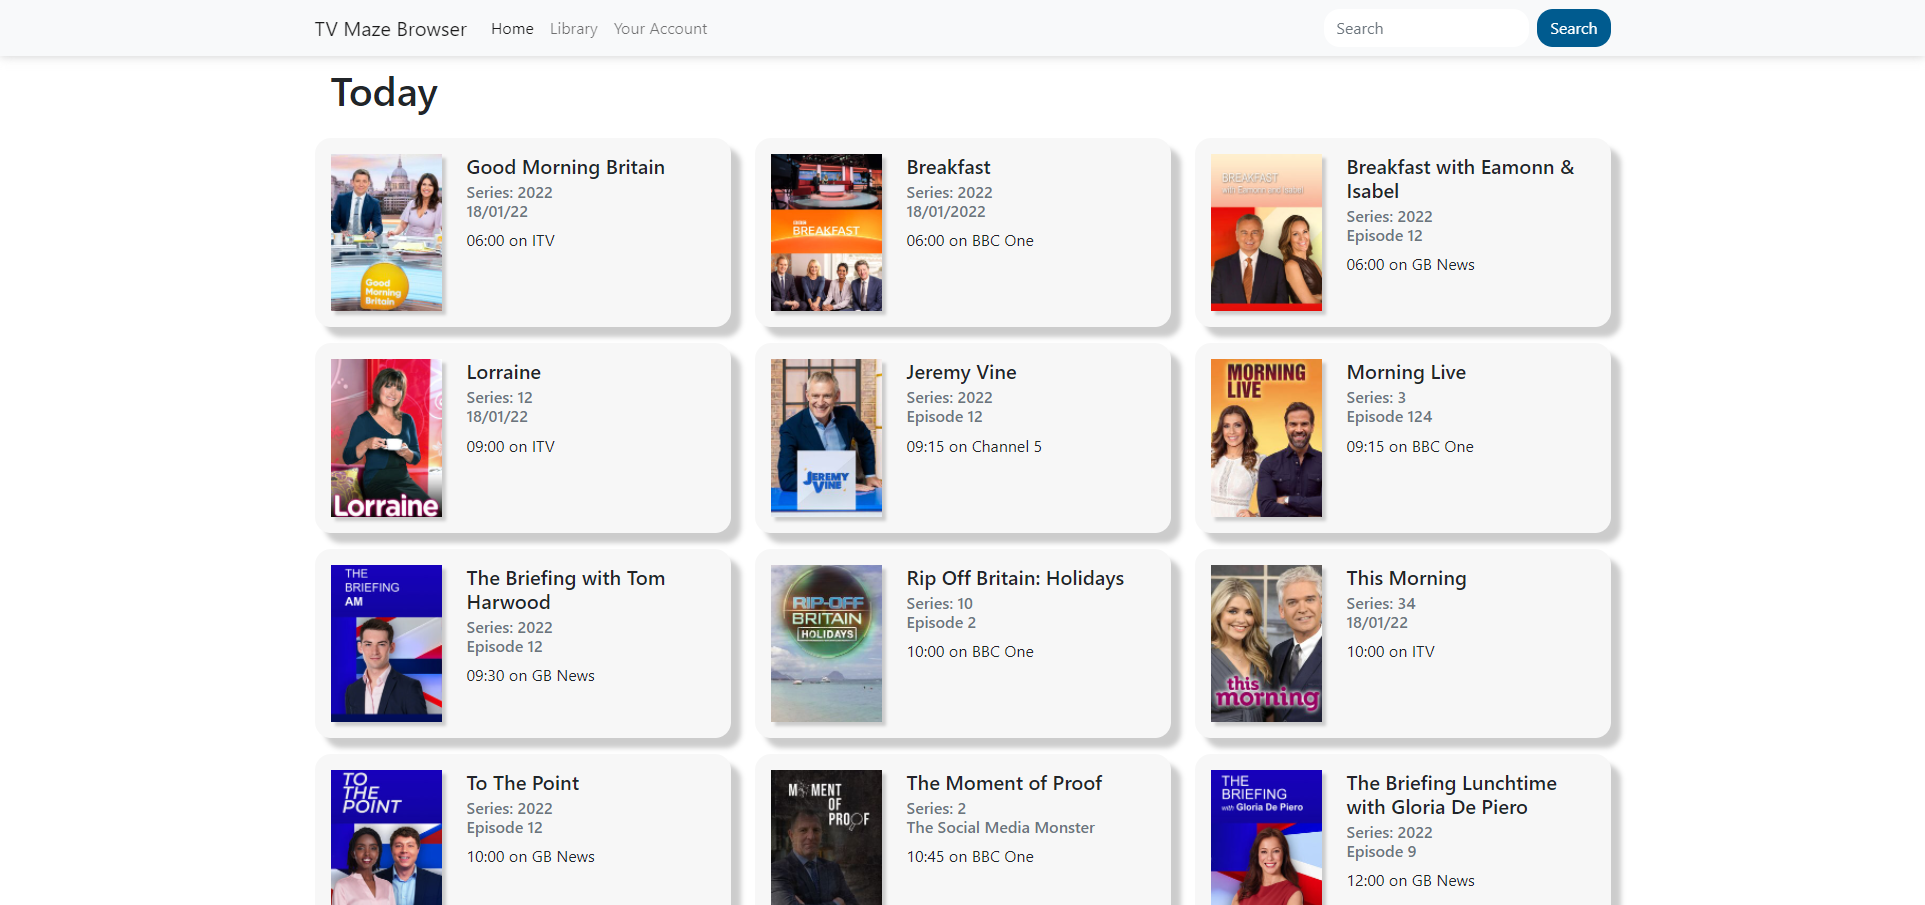 TV Maze Browser Home Library Your Account Search Search
Today
Good Morning Britain
Series: 2022
18/01/22
06:00 on ITV
Good
Morning
Britain
Breakfast
Series: 2022
18/01/2022
06:00 on BBC One
BBC
BREAKFAST
Breakfast with Eamonn &
Isabel
Series: 2022
Episode 12
06:00 on GB News
BREAKFAST
with Eamonn and Isabel
Lorraine
Series: 12
18/01/22
09:00 on ITV
Lorraine
Jeremy Vine
Series: 2022
Episode 12
09:15 on Channel 5
JEREMY
VINE
Morning Live
Series: 3
Episode 124
09:15 on BBC One
MORNING
LIVE
The Briefing with Tom
Harwood
Series: 2022
Episode 12
09:30 on GB News
THE
BRIEFING
AM
Rip Off Britain: Holidays
Series: 10
Episode 2
10:00 on BBC One
RIP-OFF
BRITAIN
HOLIDAYS
This Morning
Series: 34
18/01/22
10:00 on ITV
this
morning
To The Point
Series: 2022
Episode 12
10:00 on GB News
TO
THE
POINT
The Moment of Proof
Series: 2
The Social Media Monster
10:45 on BBC One
MOMENT
OF
PROOF
The Briefing Lunchtime
with Gloria De Piero
Series: 2022
Episode 9
12:00 on GB News
THE
BRIEFING
with Gloria De Piero